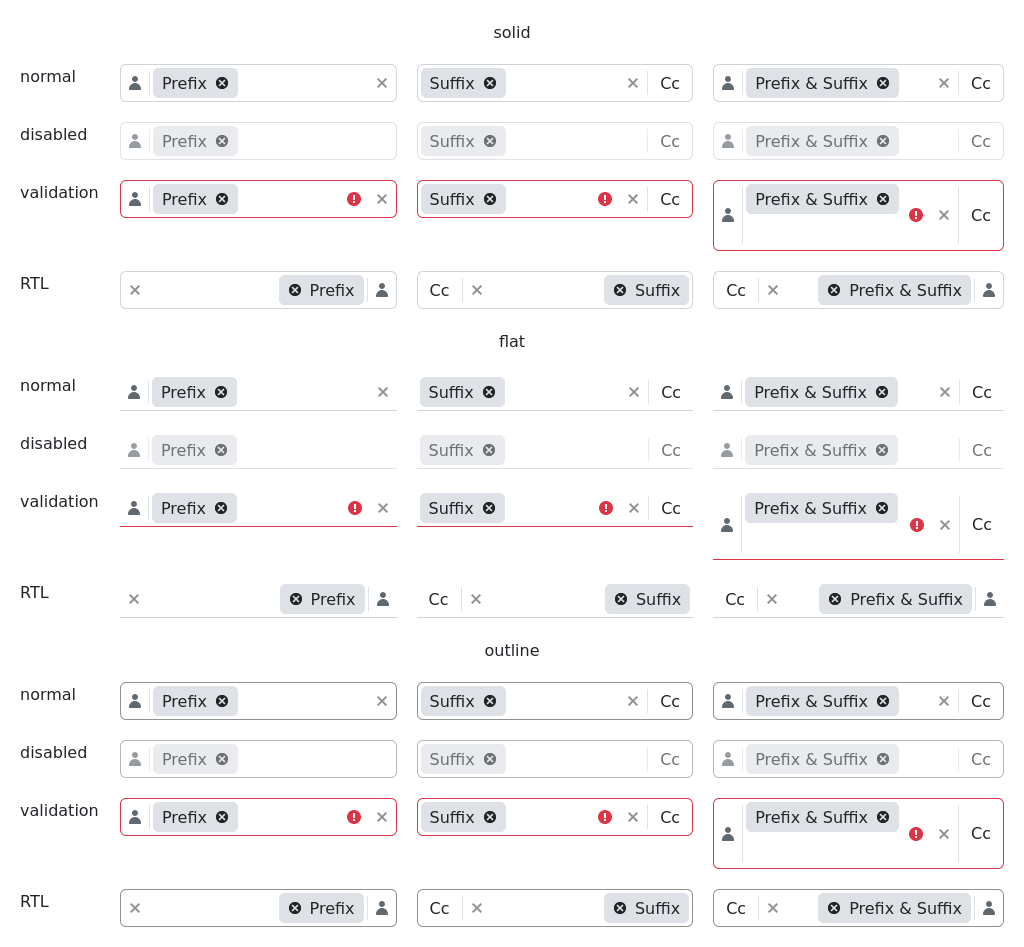 solid
normal Prefix Suffix Cc Prefix & Suffix Cc
disabled Prefix Suffix Cc Prefix & Suffix Cc
validation Prefix Suffix Cc Prefix & Suffix Cc
RTL Prefix Cc Suffix Cc Prefix & Suffix
flat
normal Prefix Suffix Cc Prefix & Suffix Cc
disabled Prefix Suffix Cc Prefix & Suffix Cc
validation Prefix Suffix Cc Prefix & Suffix Cc
RTL Prefix Cc Suffix Cc Prefix & Suffix
outline
normal Prefix Suffix Cc Prefix & Suffix Cc
disabled Prefix Suffix Cc Prefix & Suffix Cc
validation Prefix Suffix Cc Prefix & Suffix Cc
RTL Prefix Cc Suffix Cc Prefix & Suffix